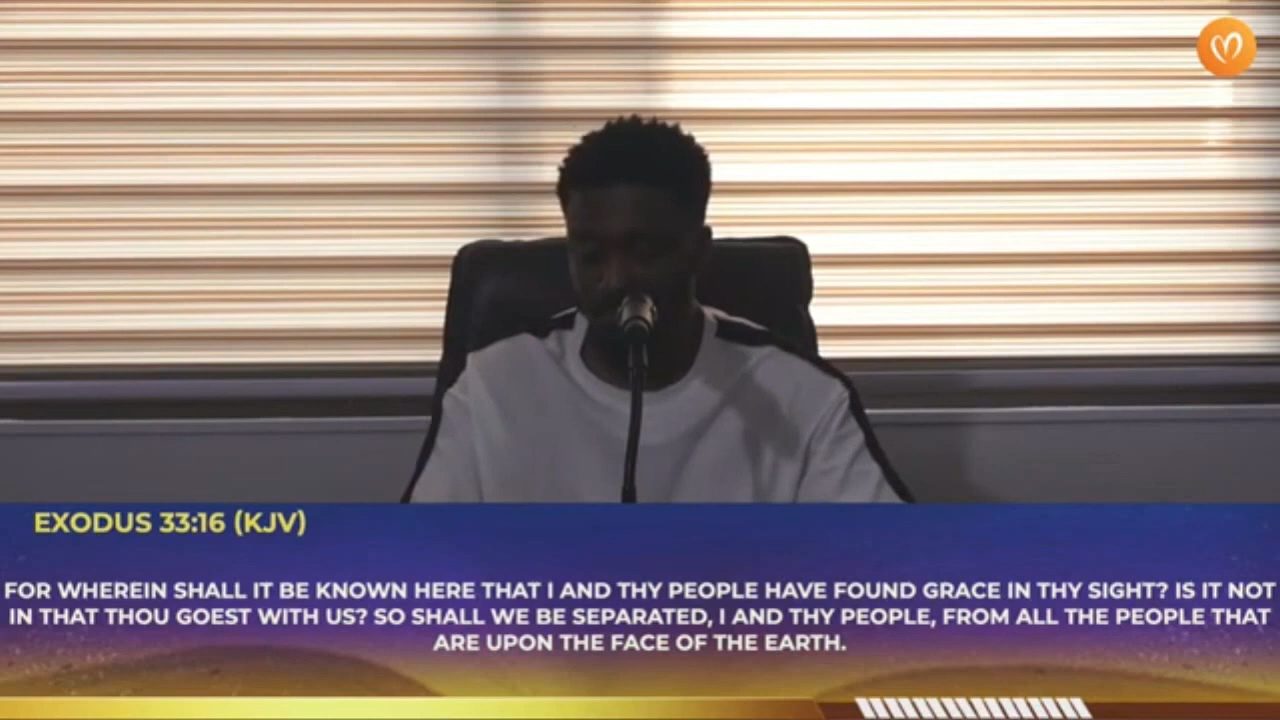 EXODUS 33:16 (KJV)
FOR WHEREIN SHALL IT BE KNOWN HERE THAT I AND THY PEOPLE HAVE FOUND GRACE IN THY SIGHT? IS IT NOT
IN THAT THOU GOEST WITH US? SO SHALL WE BE SEPARATED, I AND THY PEOPLE, FROM ALL THE PEOPLE THAT
ARE UPON THE FACE OF THE EARTH.